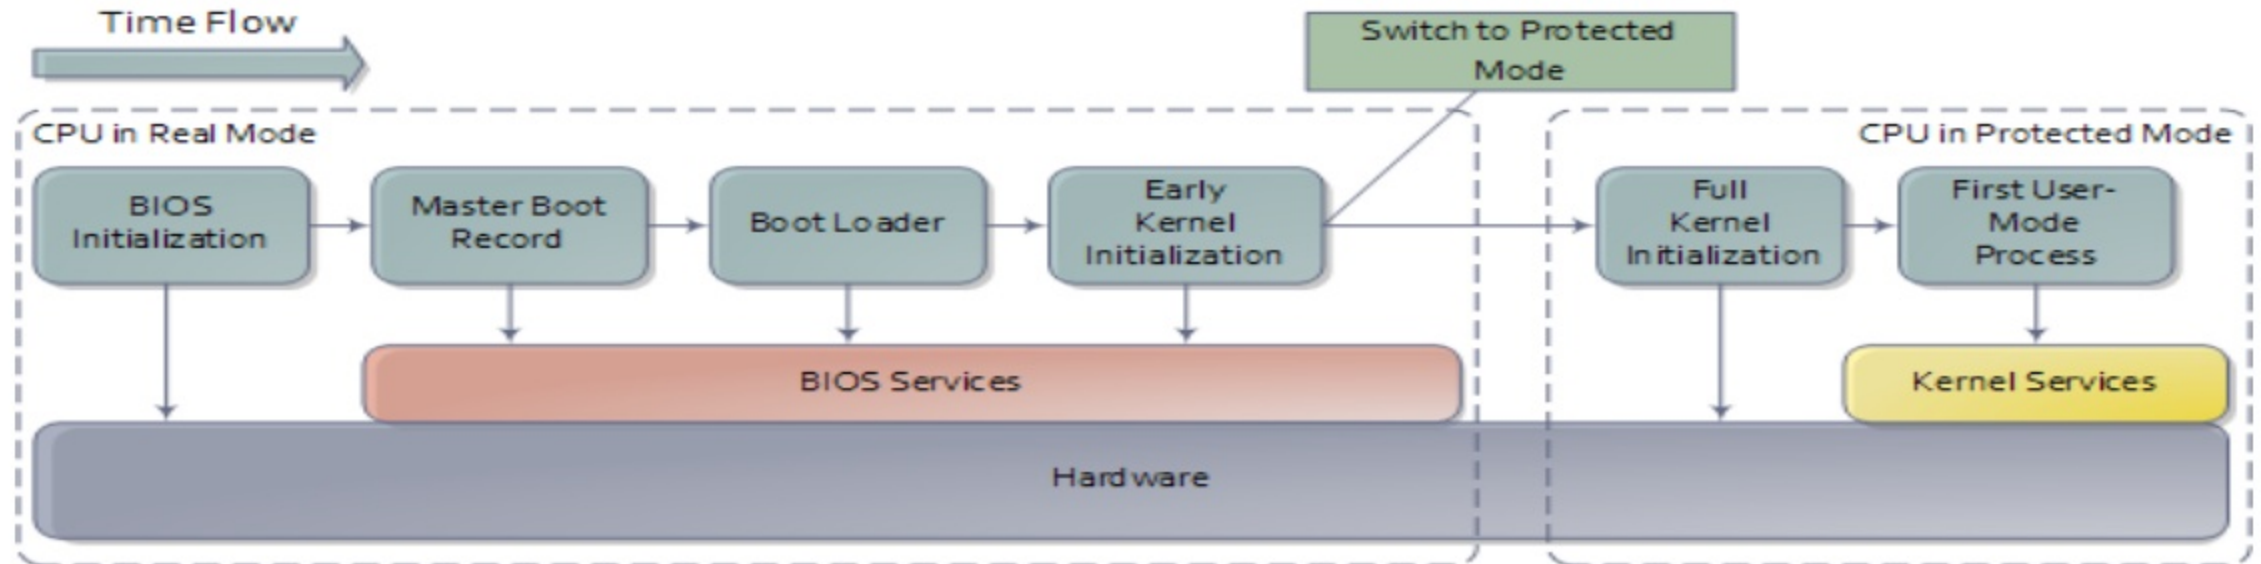 Time Flow
Switch to Protected
Mode
CPU in Real Mode
CPU in Protected Mode
BIOS
Initialization
Master Boot
Record
Boot Loader
Early
Kernel
Initialization
Full
Kernel
Initialization
First User-
Mode
Process
BIOS Services
Kernel Services
Hardware